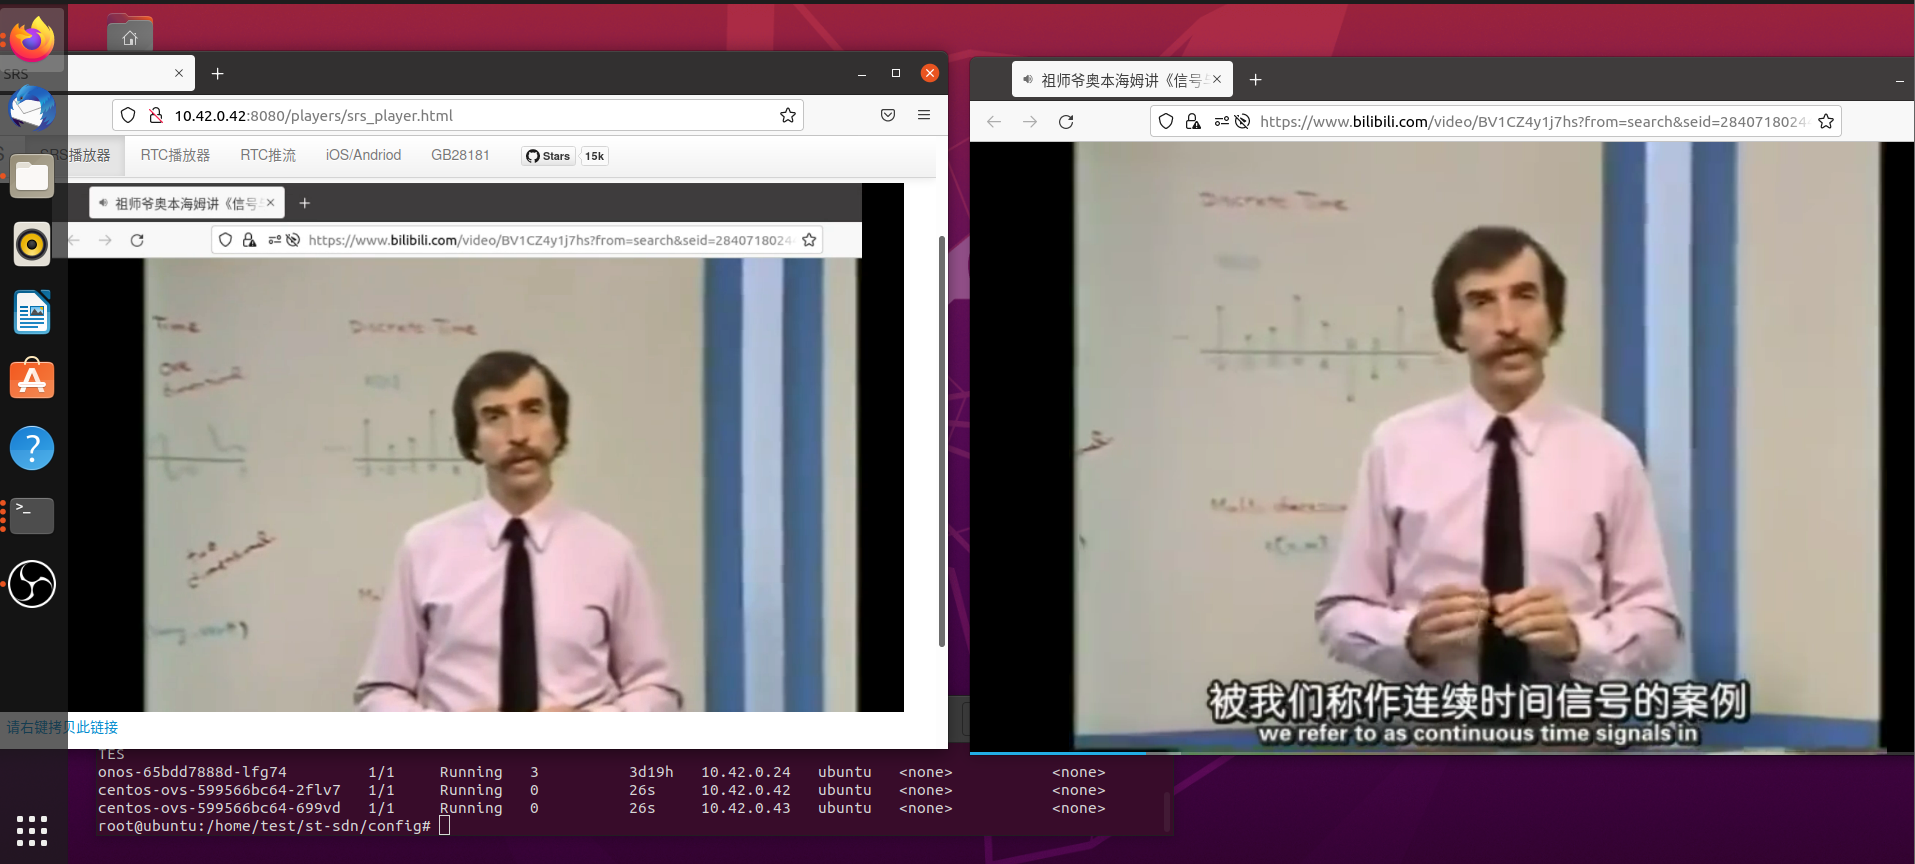 SRS
10.42.0.42:8080/players/srs_player.html
SRS播放器 RTC播放器 RTC推流 iOS/Andriod GB28181 Stars 15k
祖师爷奥本海姆讲《信号与
https://www.bilibili.com/video/BV1CZ4y1j7hs?from=search&seid=284071802444
Time Discrete Time
请右键拷贝此链接
祖师爷奥本海姆讲《信号与
https://www.bilibili.com/video/BV1CZ4y1j7hs?from=search&seid=28407180244
Discrete Time
被我们称作连续时间信号的案例
we refer to as continuous time signals in
TES
onos-65bdd7888d-lfg74 1/1 Running 3 3d19h 10.42.0.24 ubuntu <none> <none>
centos-ovs-599566bc64-2flv7 1/1 Running 0 26s 10.42.0.42 ubuntu <none> <none>
centos-ovs-599566bc64-699vd 1/1 Running 0 26s 10.42.0.43 ubuntu <none> <none>
root@ubuntu:/home/test/st-sdn/config#